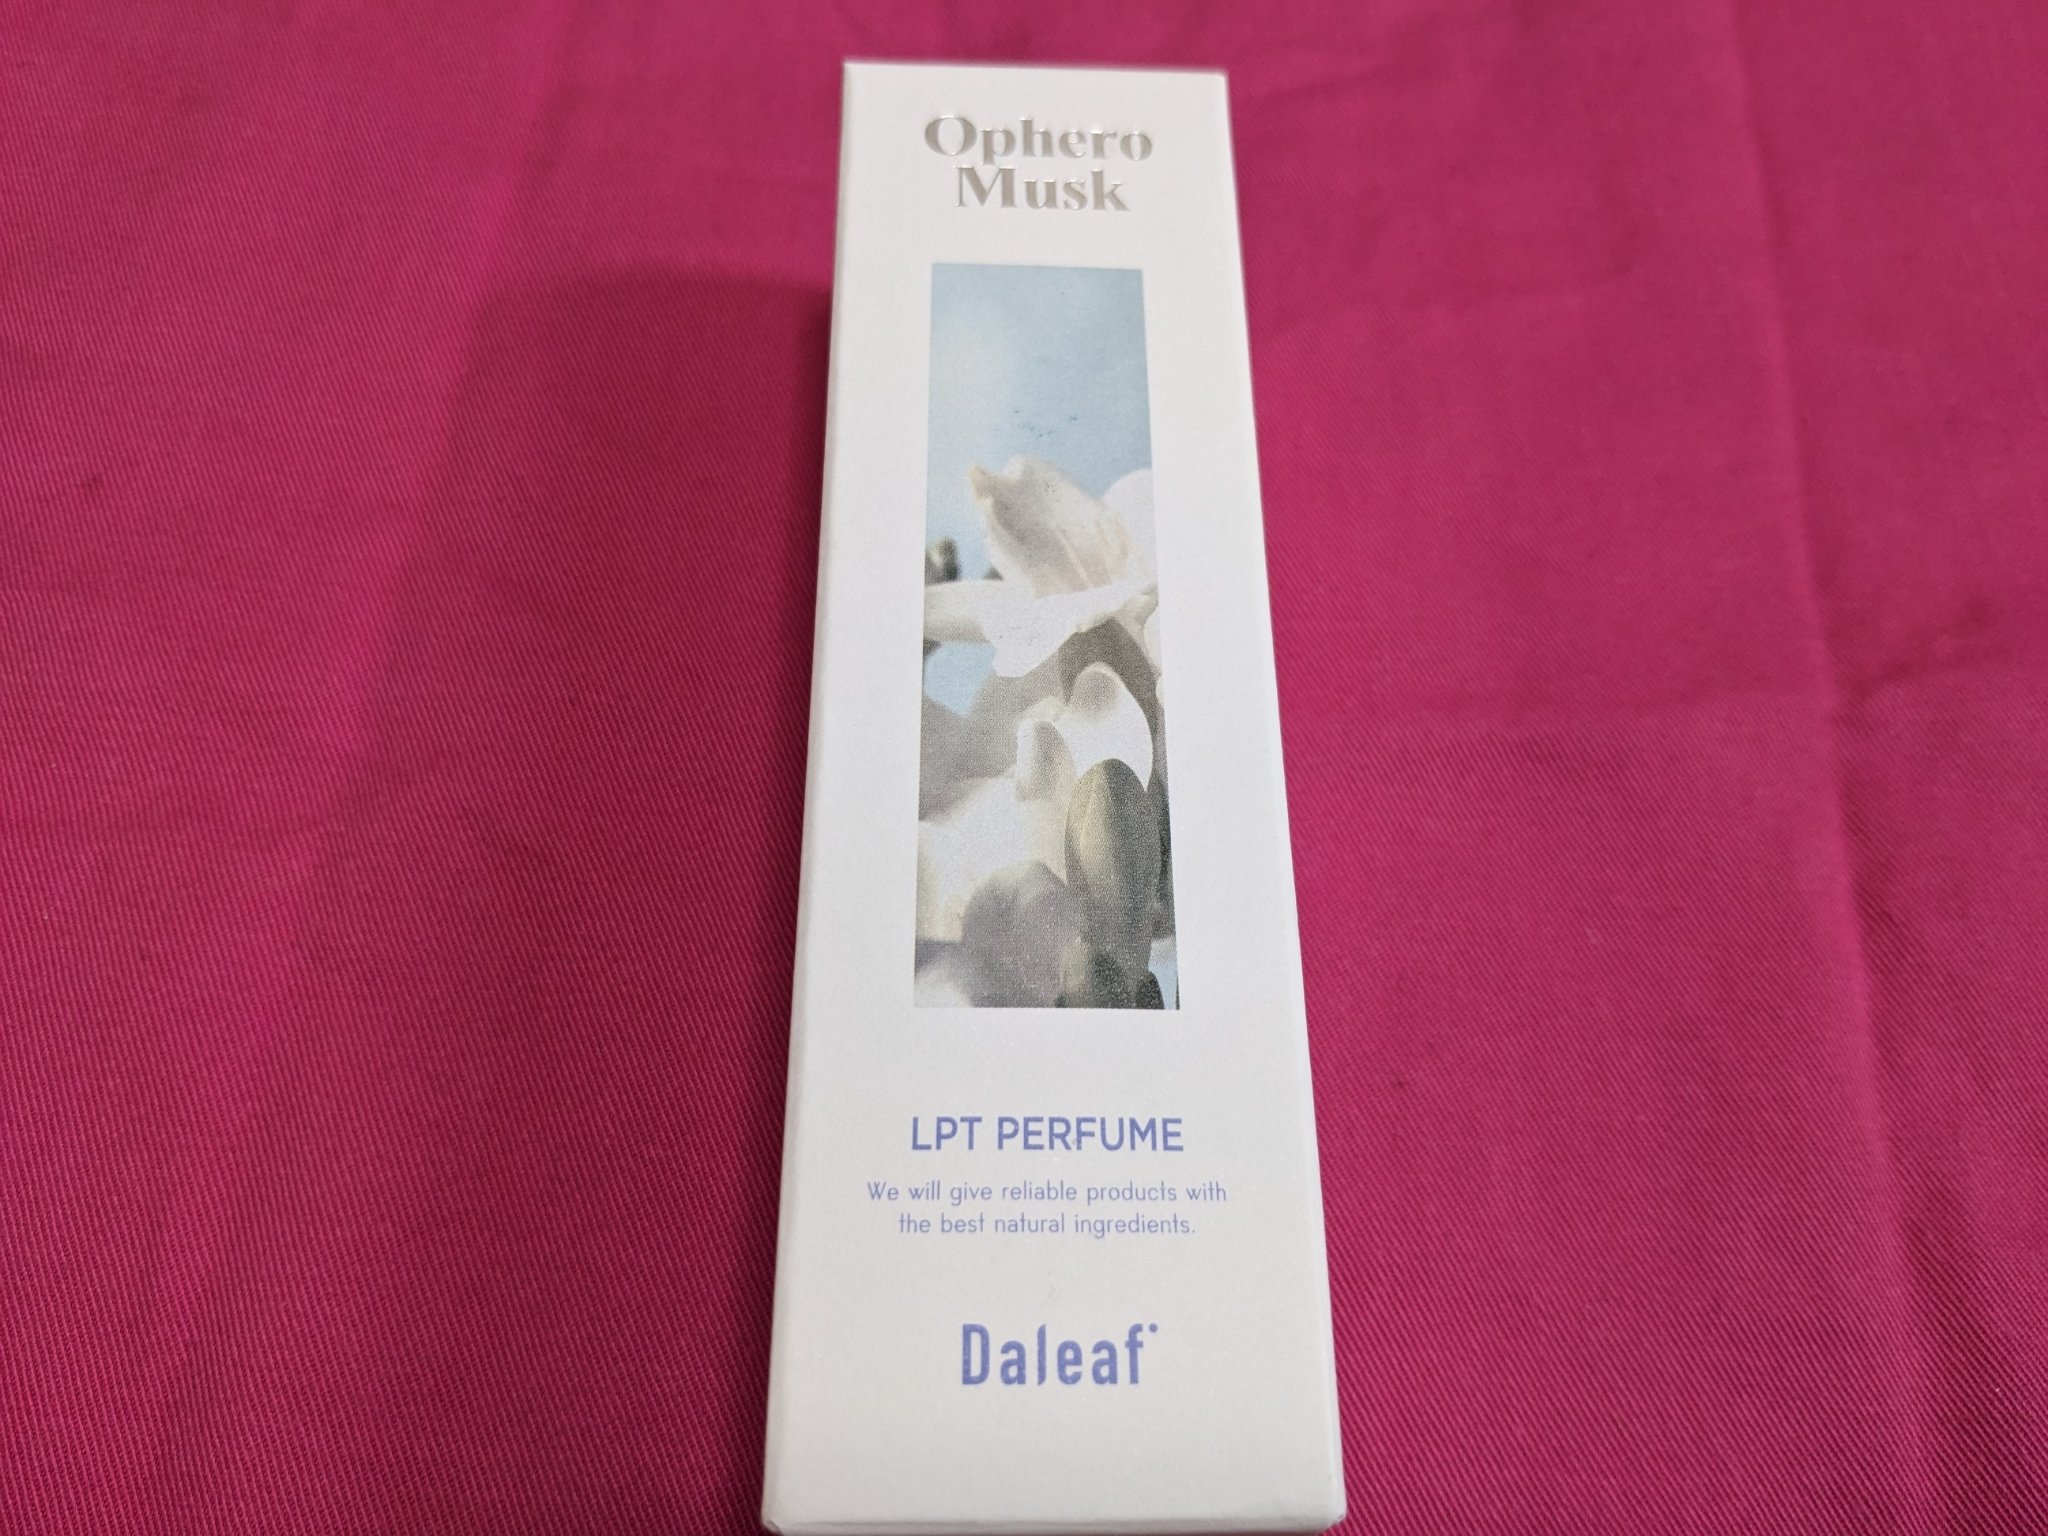 Ophero
Musk
LPT PERFUME
We will give reliable products with
the best natural ingredients.
Daleaf